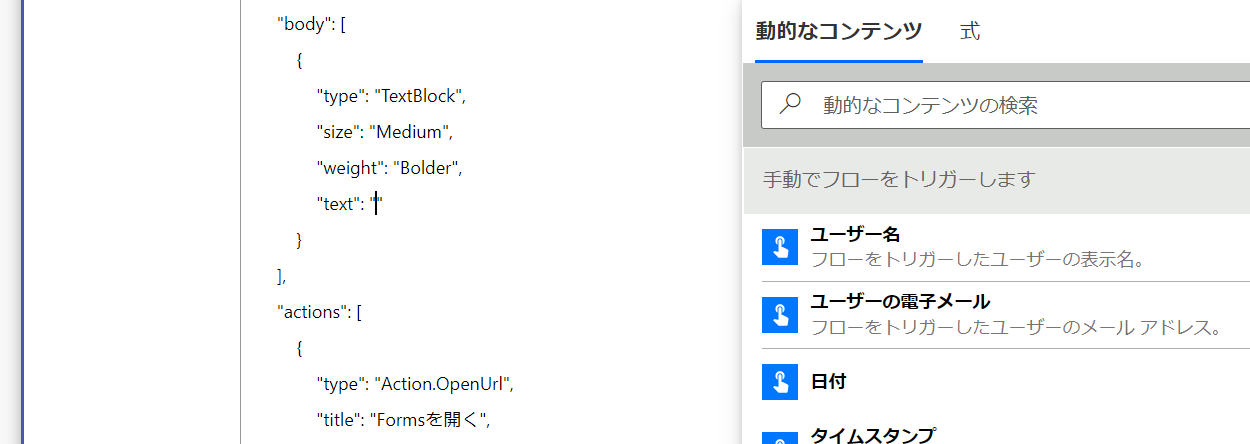 "body": [
{
"type": "TextBlock",
"size": "Medium",
"weight": "Bolder",
"text": ""
}
],
"actions": [
{
"type": "Action.OpenUrl",
"title": "Formsを開く",
動的なコンテンツ 式
動的なコンテンツの検索
手動でフローをトリガーします
ユーザー名
フローをトリガーしたユーザーの表示名。
ユーザーの電子メール
フローをトリガーしたユーザーのメール アドレス。
日付
タイムスタンプ